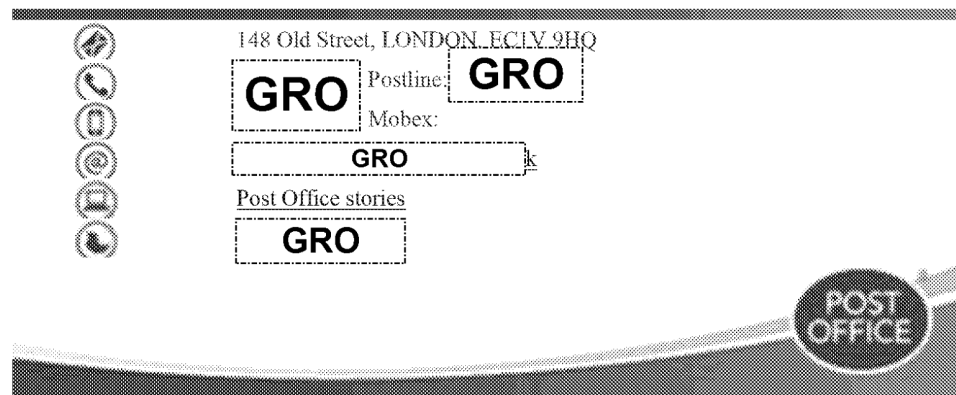 148 Old Street, LONDON, EC1V 9HQ
GRO Postline: GRO
Mobex:
GRO k
Post Office stories
GRO
POST
OFFICE